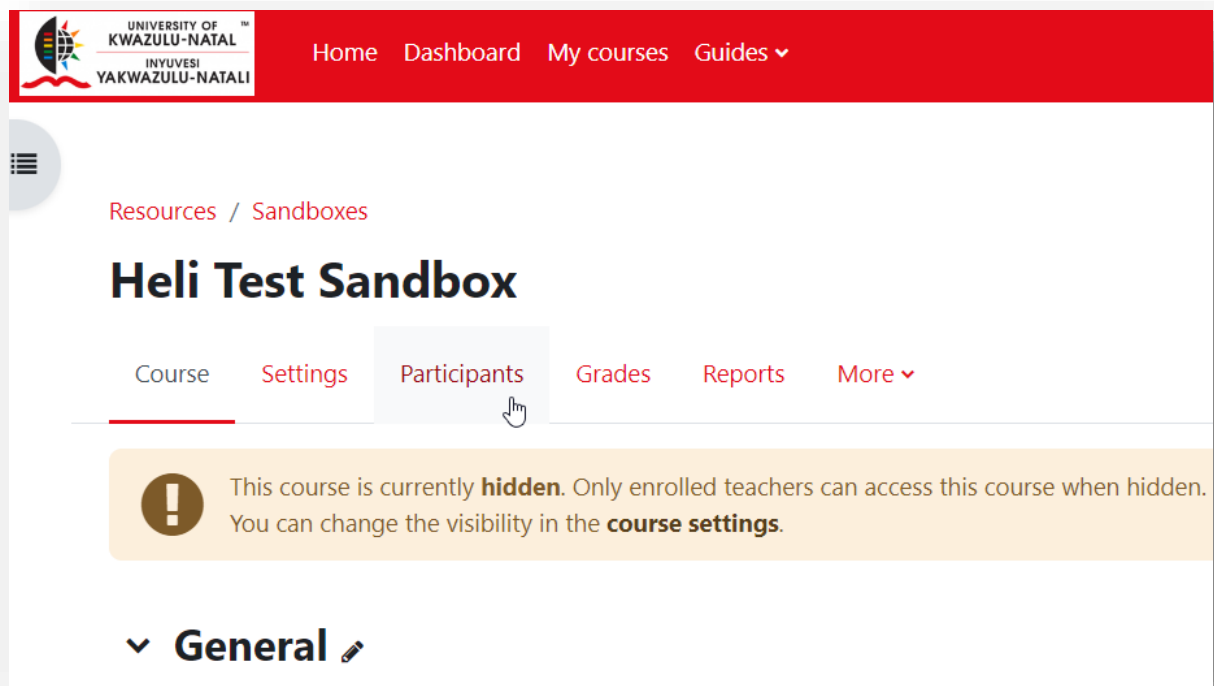 UNIVERSITY OF ™
KWAZULU-NATAL
INYUVESI
YAKWAZULU-NATALI
Home Dashboard My courses Guides
Resources / Sandboxes
Heli Test Sandbox
Course Settings Participants Grades Reports More
! This course is currently hidden. Only enrolled teachers can access this course when hidden.
You can change the visibility in the course settings.
General